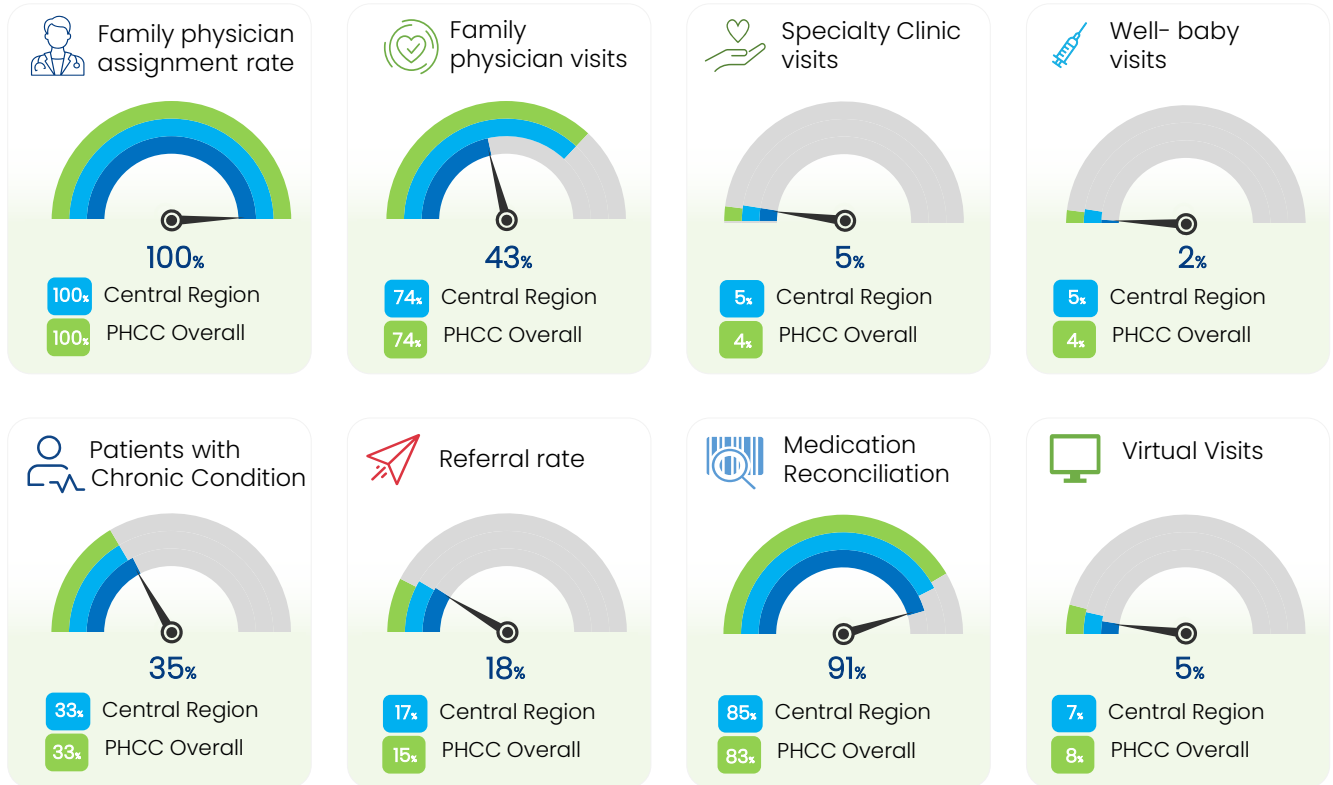 Family physician
assignment rate
100%
100% Central Region
100% PHCC Overall
Family
physician visits
43%
74% Central Region
74% PHCC Overall
Specialty Clinic
visits
5%
5% Central Region
4% PHCC Overall
Well- baby
visits
2%
5% Central Region
4% PHCC Overall
Patients with
Chronic Condition
35%
33% Central Region
33% PHCC Overall
Referral rate
18%
17% Central Region
15% PHCC Overall
Medication
Reconciliation
91%
85% Central Region
83% PHCC Overall
Virtual Visits
5%
7% Central Region
8% PHCC Overall